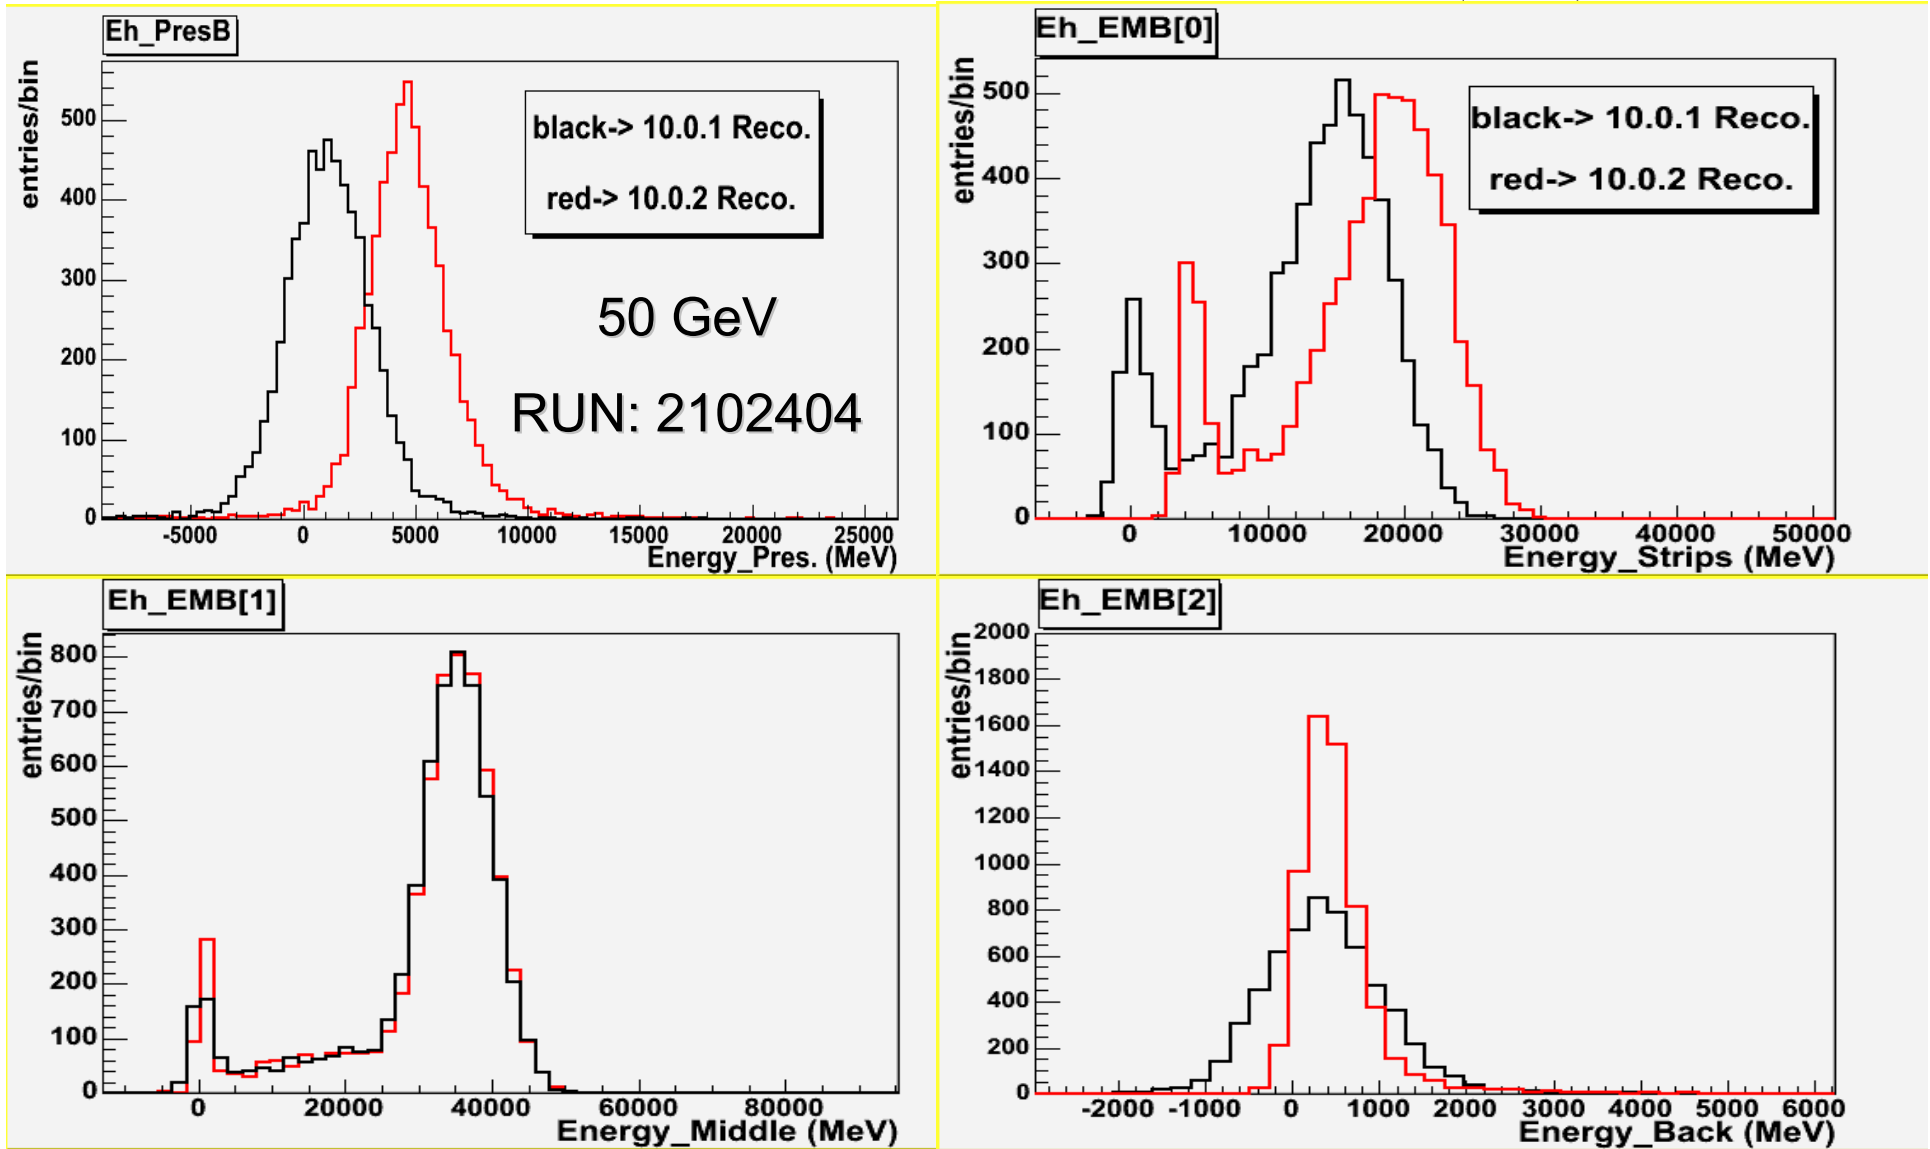 Eh_PresB
entries/bin
500
400
300
200
100
0
black-> 10.0.1 Reco.
red-> 10.0.2 Reco.
50 GeV
RUN: 2102404
-5000 0 5000 10000 15000 20000 25000
Energy_Pres. (MeV)
Eh_EMB[0]
entries/bin
500
400
300
200
100
0
black-> 10.0.1 Reco.
red-> 10.0.2 Reco.
0 10000 20000 30000 40000 50000
Energy_Strips (MeV)
Eh_EMB[1]
entries/bin
800
700
600
500
400
300
200
100
0
0 20000 40000 60000 80000
Energy_Middle (MeV)
Eh_EMB[2]
entries/bin
2000
1800
1600
1400
1200
1000
800
600
400
200
0
-2000 -1000 0 1000 2000 3000 4000 5000 6000
Energy_Back (MeV)